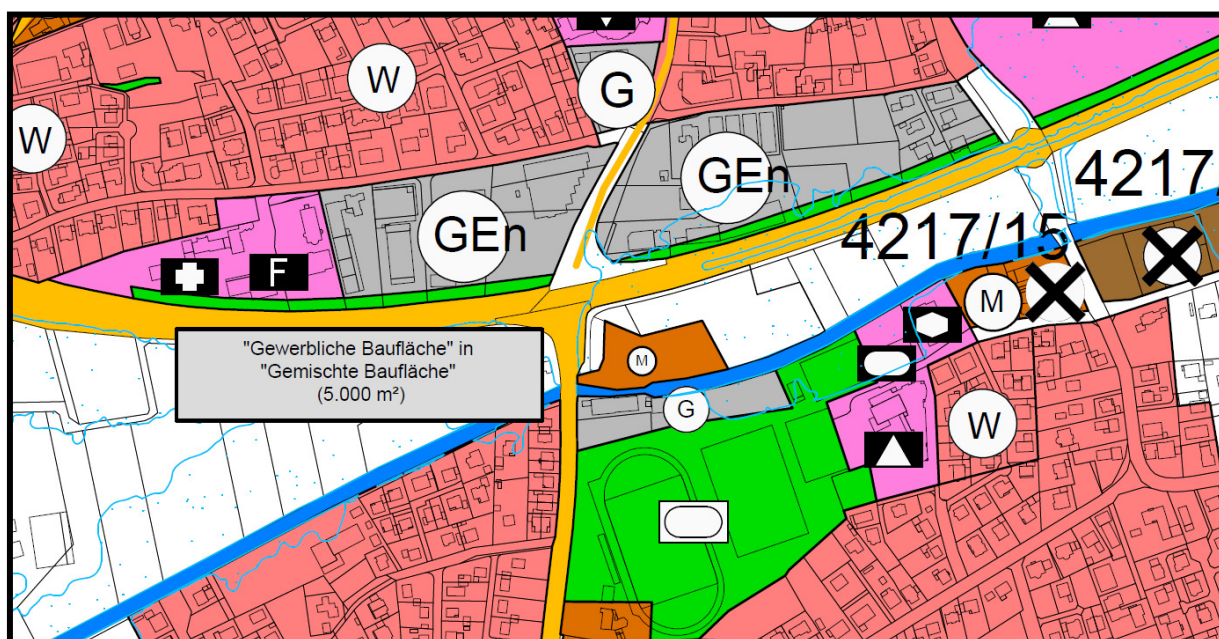 W
G
W
GEn
4217/
GEn
4217/15
F
M
"Gewerbliche Baufläche" in
"Gemischte Baufläche"
(5.000 m²)
M
G
W